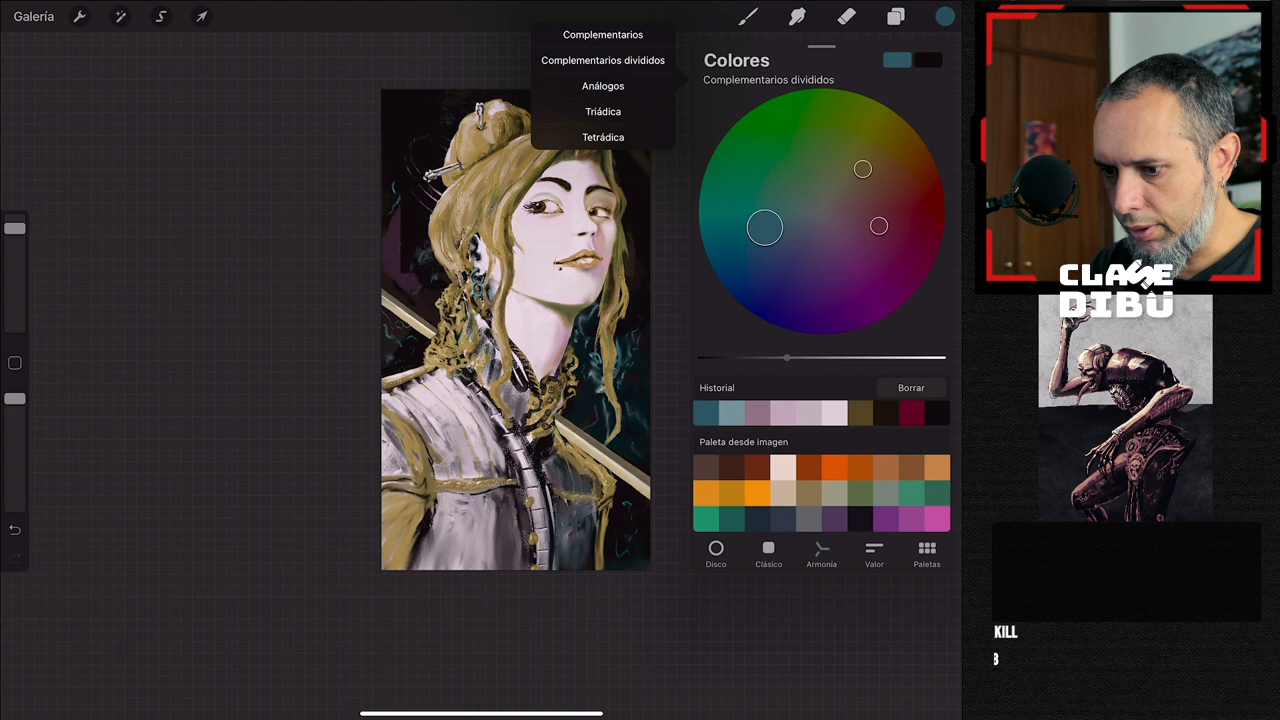 Galería
Complementarios
Complementarios divididos
Análogos
Triádica
Tetrádica
Colores
Complementarios divididos
Historial
Borrar
Paleta desde imagen
Disco
Clásico
Armonía
Valor
Paletas
CLASE
DIBU
KILL